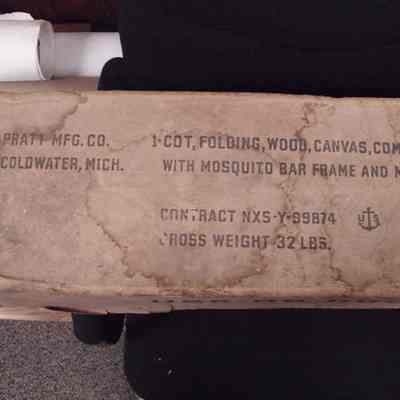 PRATT MFG. CO.
COLDWATER, MICH.
1-COT, FOLDING, WOOD, CANVAS, COM
WITH MOSQUITO BAR FRAME AND N
CONTRACT NXS-Y-99874
GROSS WEIGHT 32 LBS.
U S